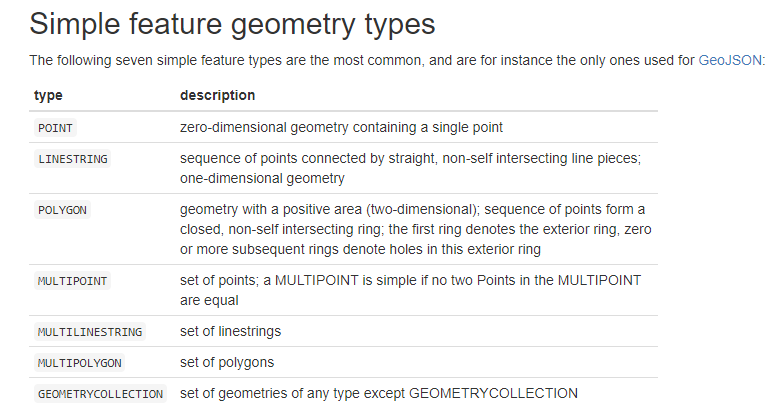 Simple feature geometry types
The following seven simple feature types are the most common, and are for instance the only ones used for GeoJSON:
type description
POINT zero-dimensional geometry containing a single point
LINESTRING sequence of points connected by straight, non-self intersecting line pieces;
one-dimensional geometry
POLYGON geometry with a positive area (two-dimensional); sequence of points form a
closed, non-self intersecting ring; the first ring denotes the exterior ring, zero
or more subsequent rings denote holes in this exterior ring
MULTIPOINT set of points; a MULTIPOINT is simple if no two Points in the MULTIPOINT
are equal
MULTILINESTRING set of linestrings
MULTIPOLYGON set of polygons
GEOMETRYCOLLECTION set of geometries of any type except GEOMETRYCOLLECTION